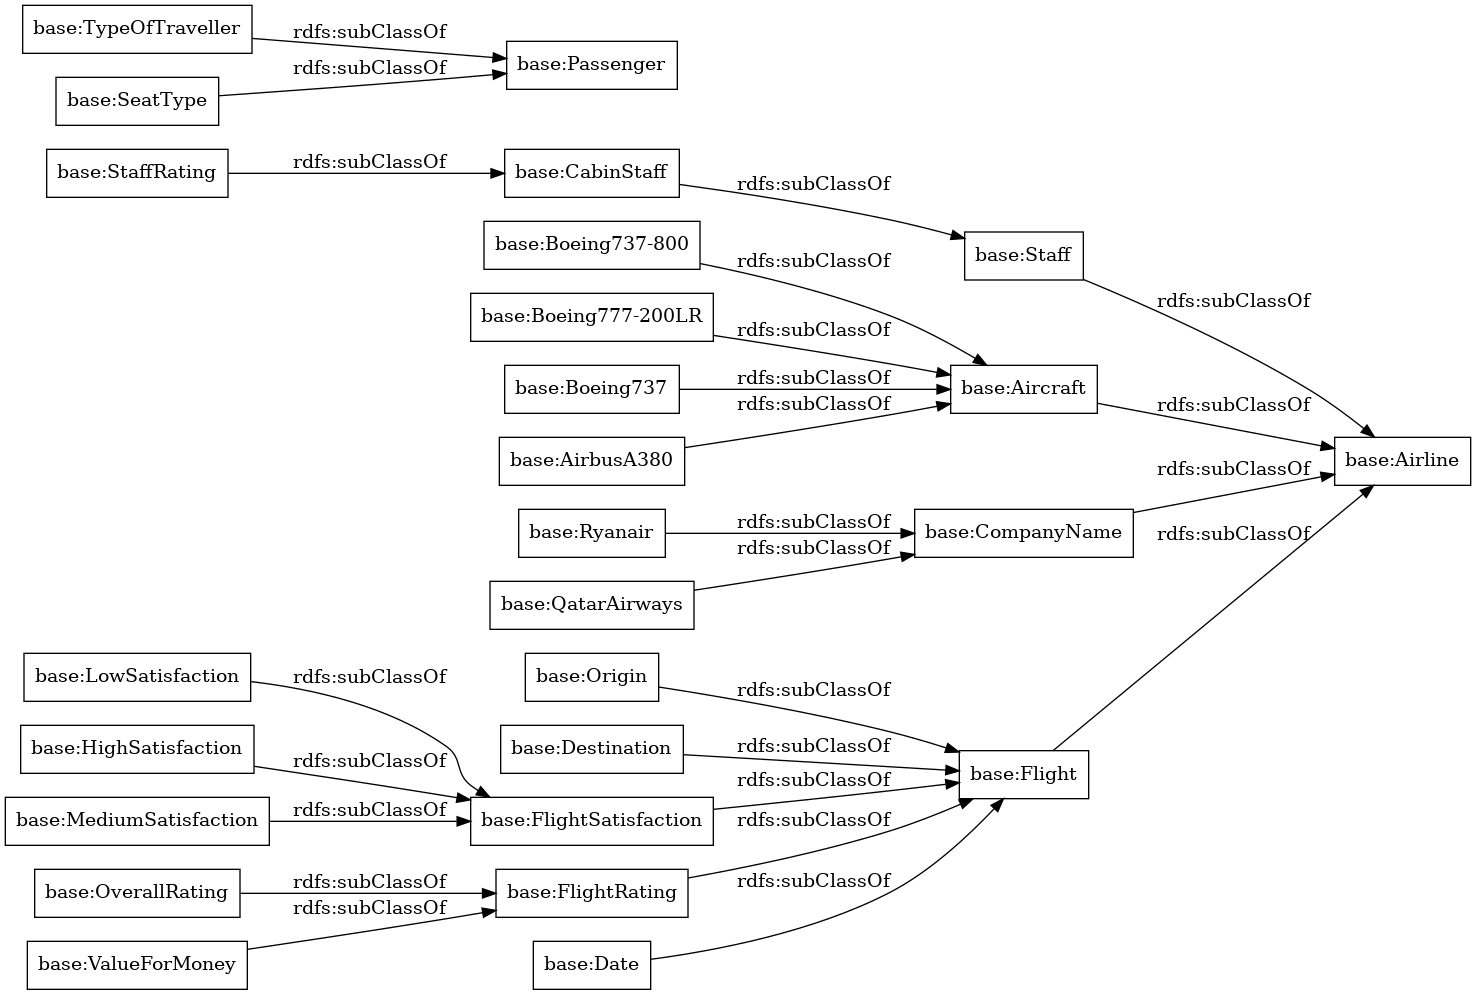 base:TypeOfTraveller
rdfs:subClassOf
base:Passenger
rdfs:subClassOf
base:SeatType
base:StaffRating
rdfs:subClassOf
base:CabinStaff
rdfs:subClassOf
base:Boeing737-800
rdfs:subClassOf
base:Staff
rdfs:subClassOf
base:Boeing777-200LR
rdfs:subClassOf
base:Boeing737
rdfs:subClassOf
base:Aircraft
rdfs:subClassOf
rdfs:subClassOf
base:AirbusA380
base:Airline
rdfs:subClassOf
base:Ryanair
rdfs:subClassOf
base:CompanyName
rdfs:subClassOf
rdfs:subClassOf
base:QatarAirways
base:LowSatisfaction
rdfs:subClassOf
base:Origin
rdfs:subClassOf
base:HighSatisfaction
rdfs:subClassOf
base:Destination
rdfs:subClassOf
base:Flight
rdfs:subClassOf
base:MediumSatisfaction
rdfs:subClassOf
base:FlightSatisfaction
rdfs:subClassOf
base:OverallRating
rdfs:subClassOf
base:FlightRating
rdfs:subClassOf
rdfs:subClassOf
base:ValueForMoney
base:Date